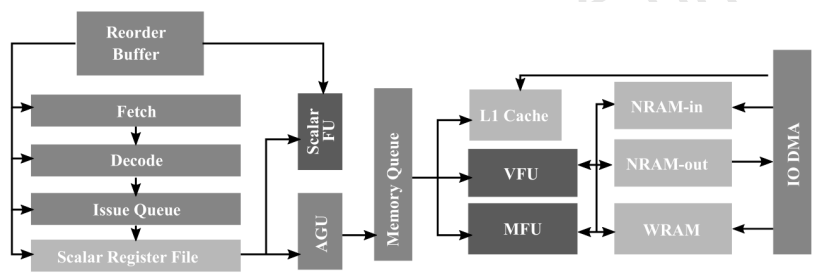 Reorder
Buffer
Fetch
Decode
Issue Queue
Scalar Register File
Scalar
FU
AGU
Memory Queue
L1 Cache
VFU
MFU
NRAM-in
NRAM-out
WRAM
IO DMA